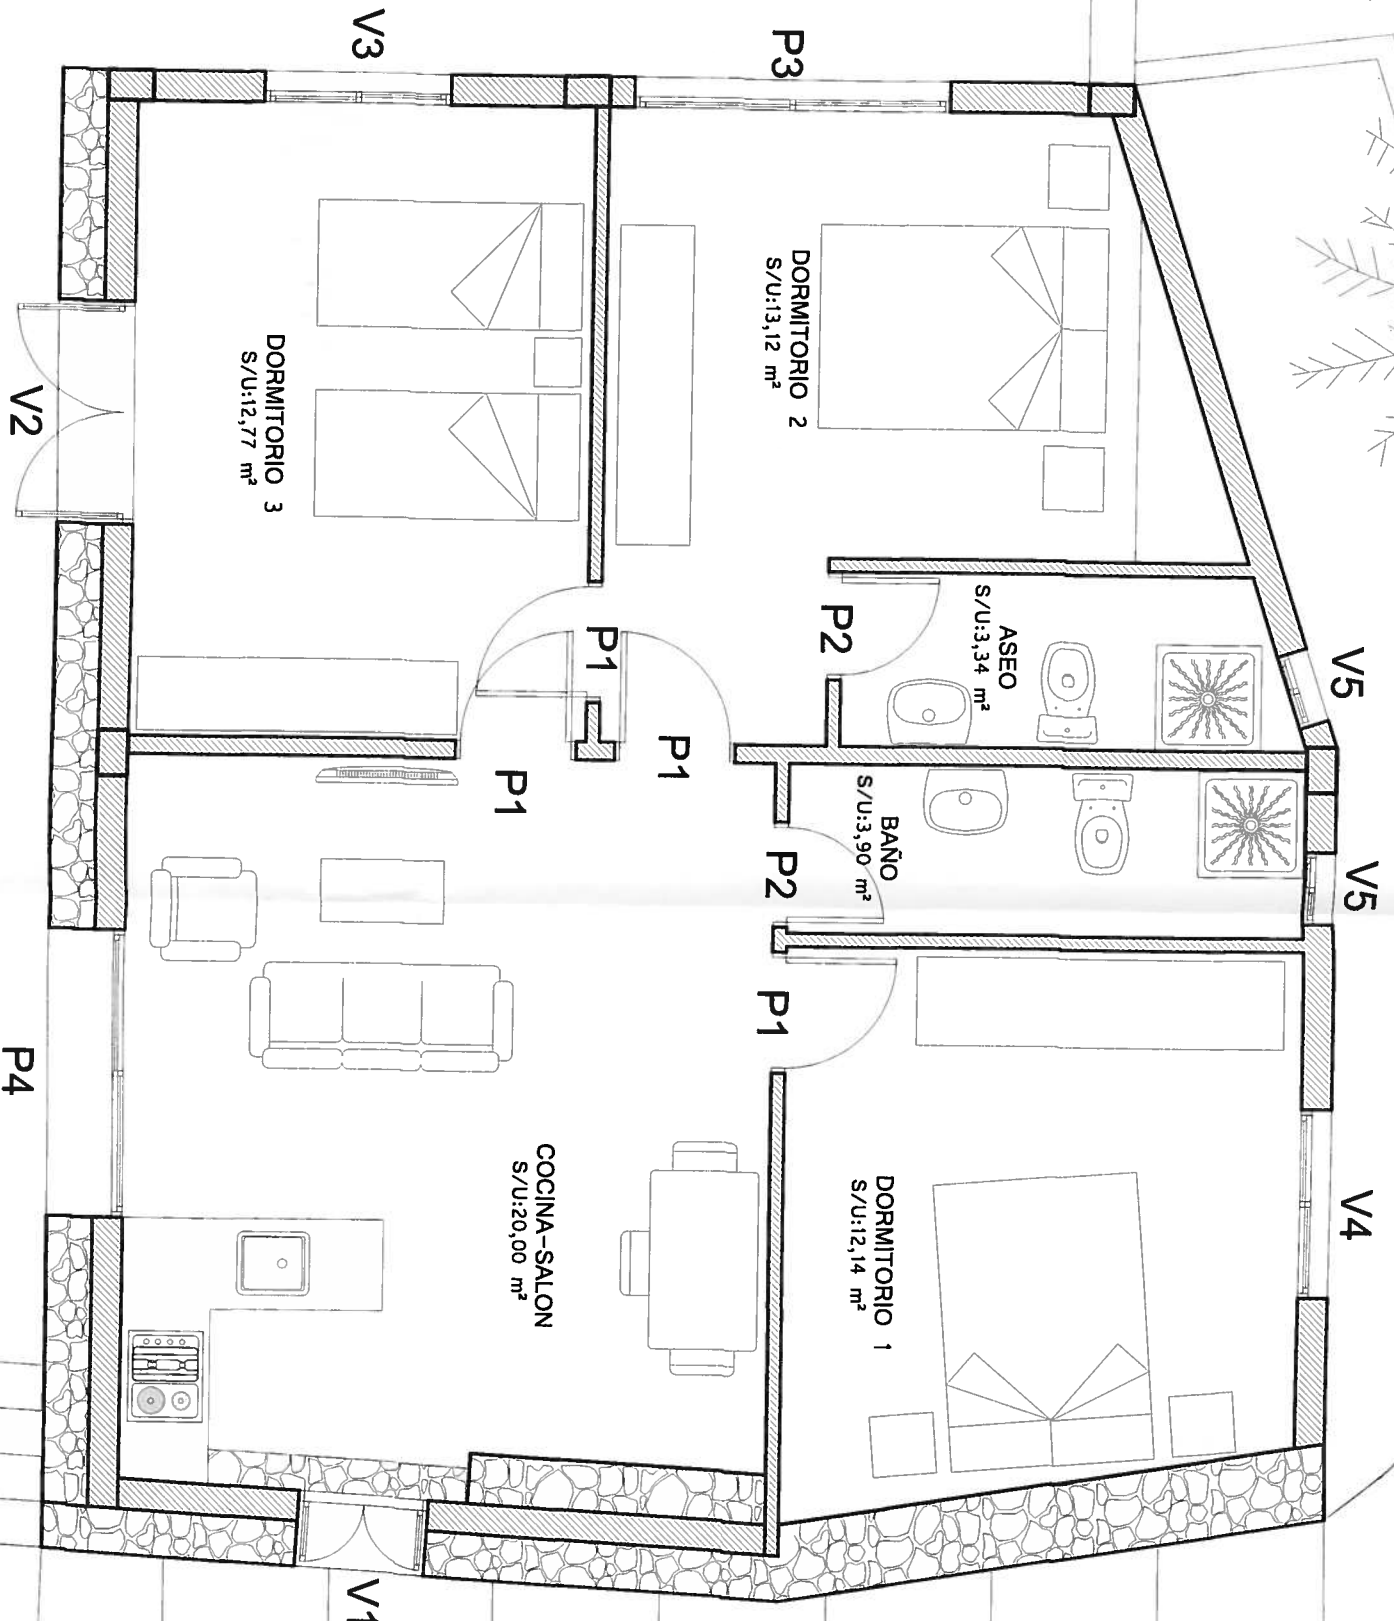 V3
P3
DORMITORIO 2
S/U:13,12 m²
DORMITORIO 3
S/U:12,77 m²
V2
P2
ASEO
S/U:3,34 m²
V5
P1
P1
P1
BAÑO
S/U:3,90 m²
P2
V5
P1
P4
COCINA-SALON
S/U:20,00 m²
DORMITORIO 1
S/U:12,14 m²
V4
V1